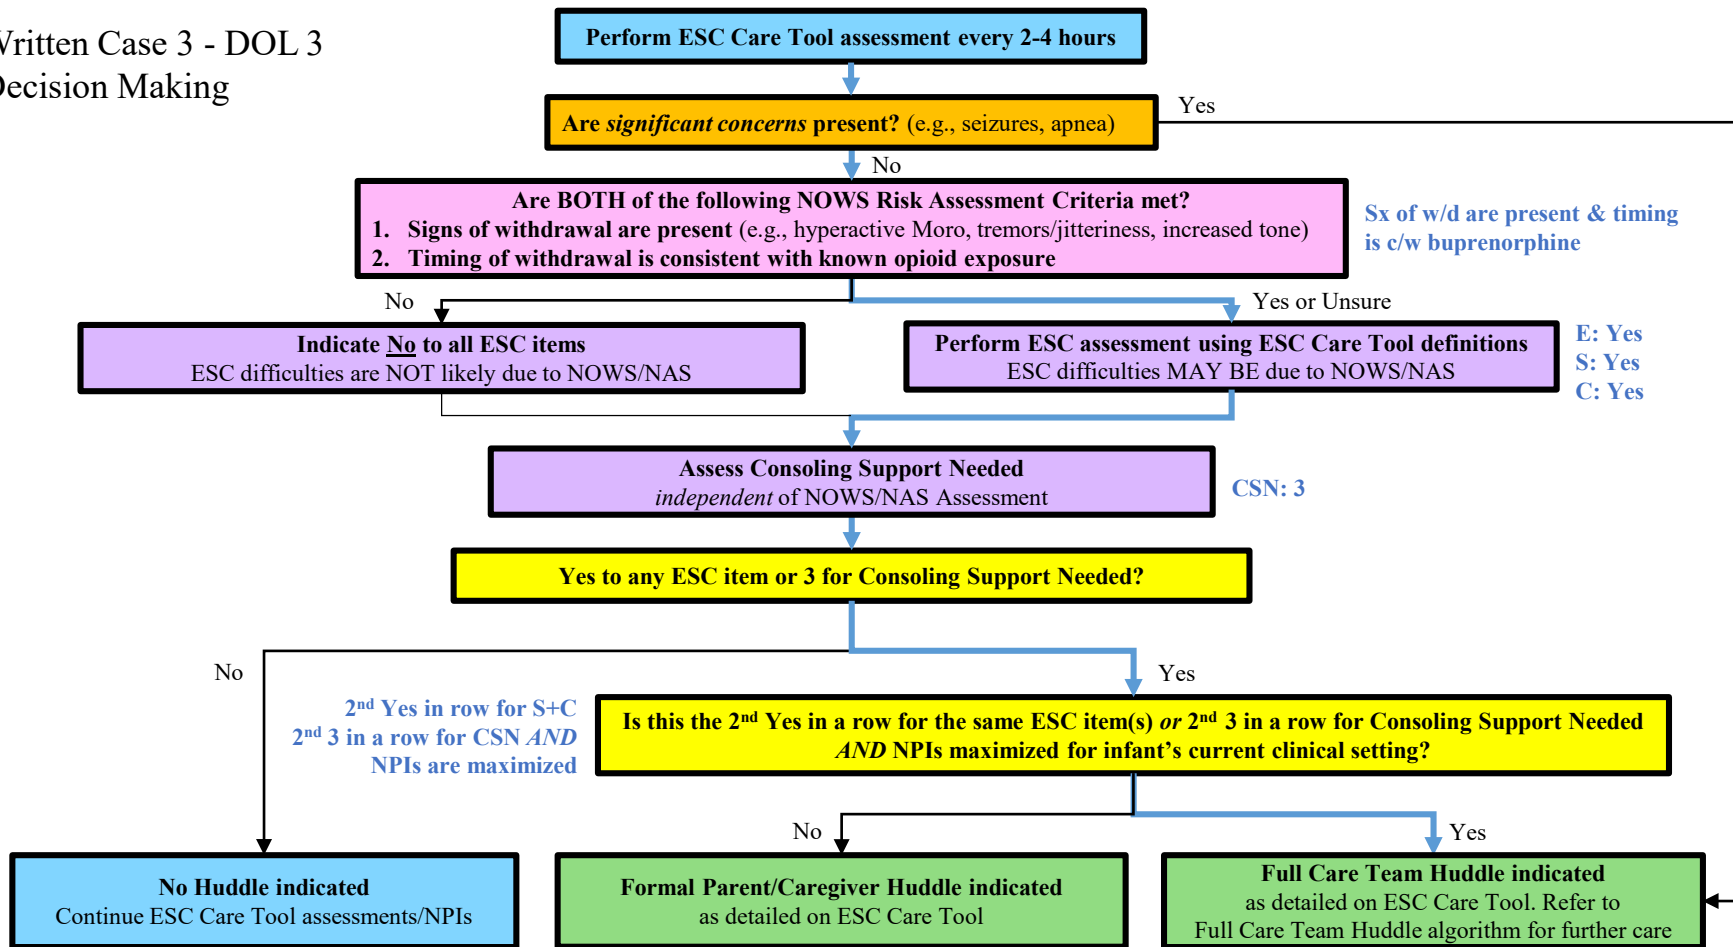 Written Case 3 - DOL 3
Decision Making
Perform ESC Care Tool assessment every 2-4 hours
Are significant concerns present? (e.g., seizures, apnea)
Yes
No
Are BOTH of the following NOWS Risk Assessment Criteria met?
1. Signs of withdrawal are present (e.g., hyperactive Moro, tremors/jitteriness, increased tone)
2. Timing of withdrawal is consistent with known opioid exposure
Sx of w/d are present & timing
is c/w buprenorphine
No
Yes or Unsure
Indicate No to all ESC items
ESC difficulties are NOT likely due to NOWS/NAS
Perform ESC assessment using ESC Care Tool definitions
ESC difficulties MAY BE due to NOWS/NAS
E: Yes
S: Yes
C: Yes
Assess Consoling Support Needed
independent of NOWS/NAS Assessment
CSN: 3
Yes to any ESC item or 3 for Consoling Support Needed?
No
Yes
2nd Yes in row for S+C
2nd 3 in a row for CSN AND
NPIs are maximized
Is this the 2nd Yes in a row for the same ESC item(s) or 2nd 3 in a row for Consoling Support Needed
AND NPIs maximized for infant's current clinical setting?
No
Yes
No Huddle indicated
Continue ESC Care Tool assessments/NPIs
Formal Parent/Caregiver Huddle indicated
as detailed on ESC Care Tool
Full Care Team Huddle indicated
as detailed on ESC Care Tool. Refer to
Full Care Team Huddle algorithm for further care